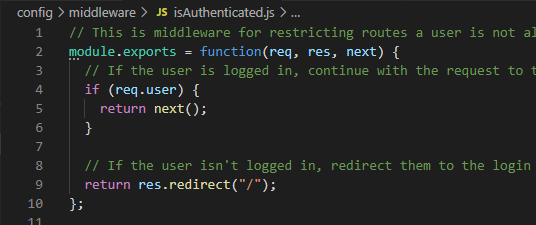 config > middleware > JS isAuthenticated.js > ...
1 // This is middleware for restricting routes a user is not al
2 module.exports = function(req, res, next) {
3 // If the user is logged in, continue with the request to t
4 if (req.user) {
5 return next();
6 }
7
8 // If the user isn't logged in, redirect them to the login
9 return res.redirect("/");
10 };
11